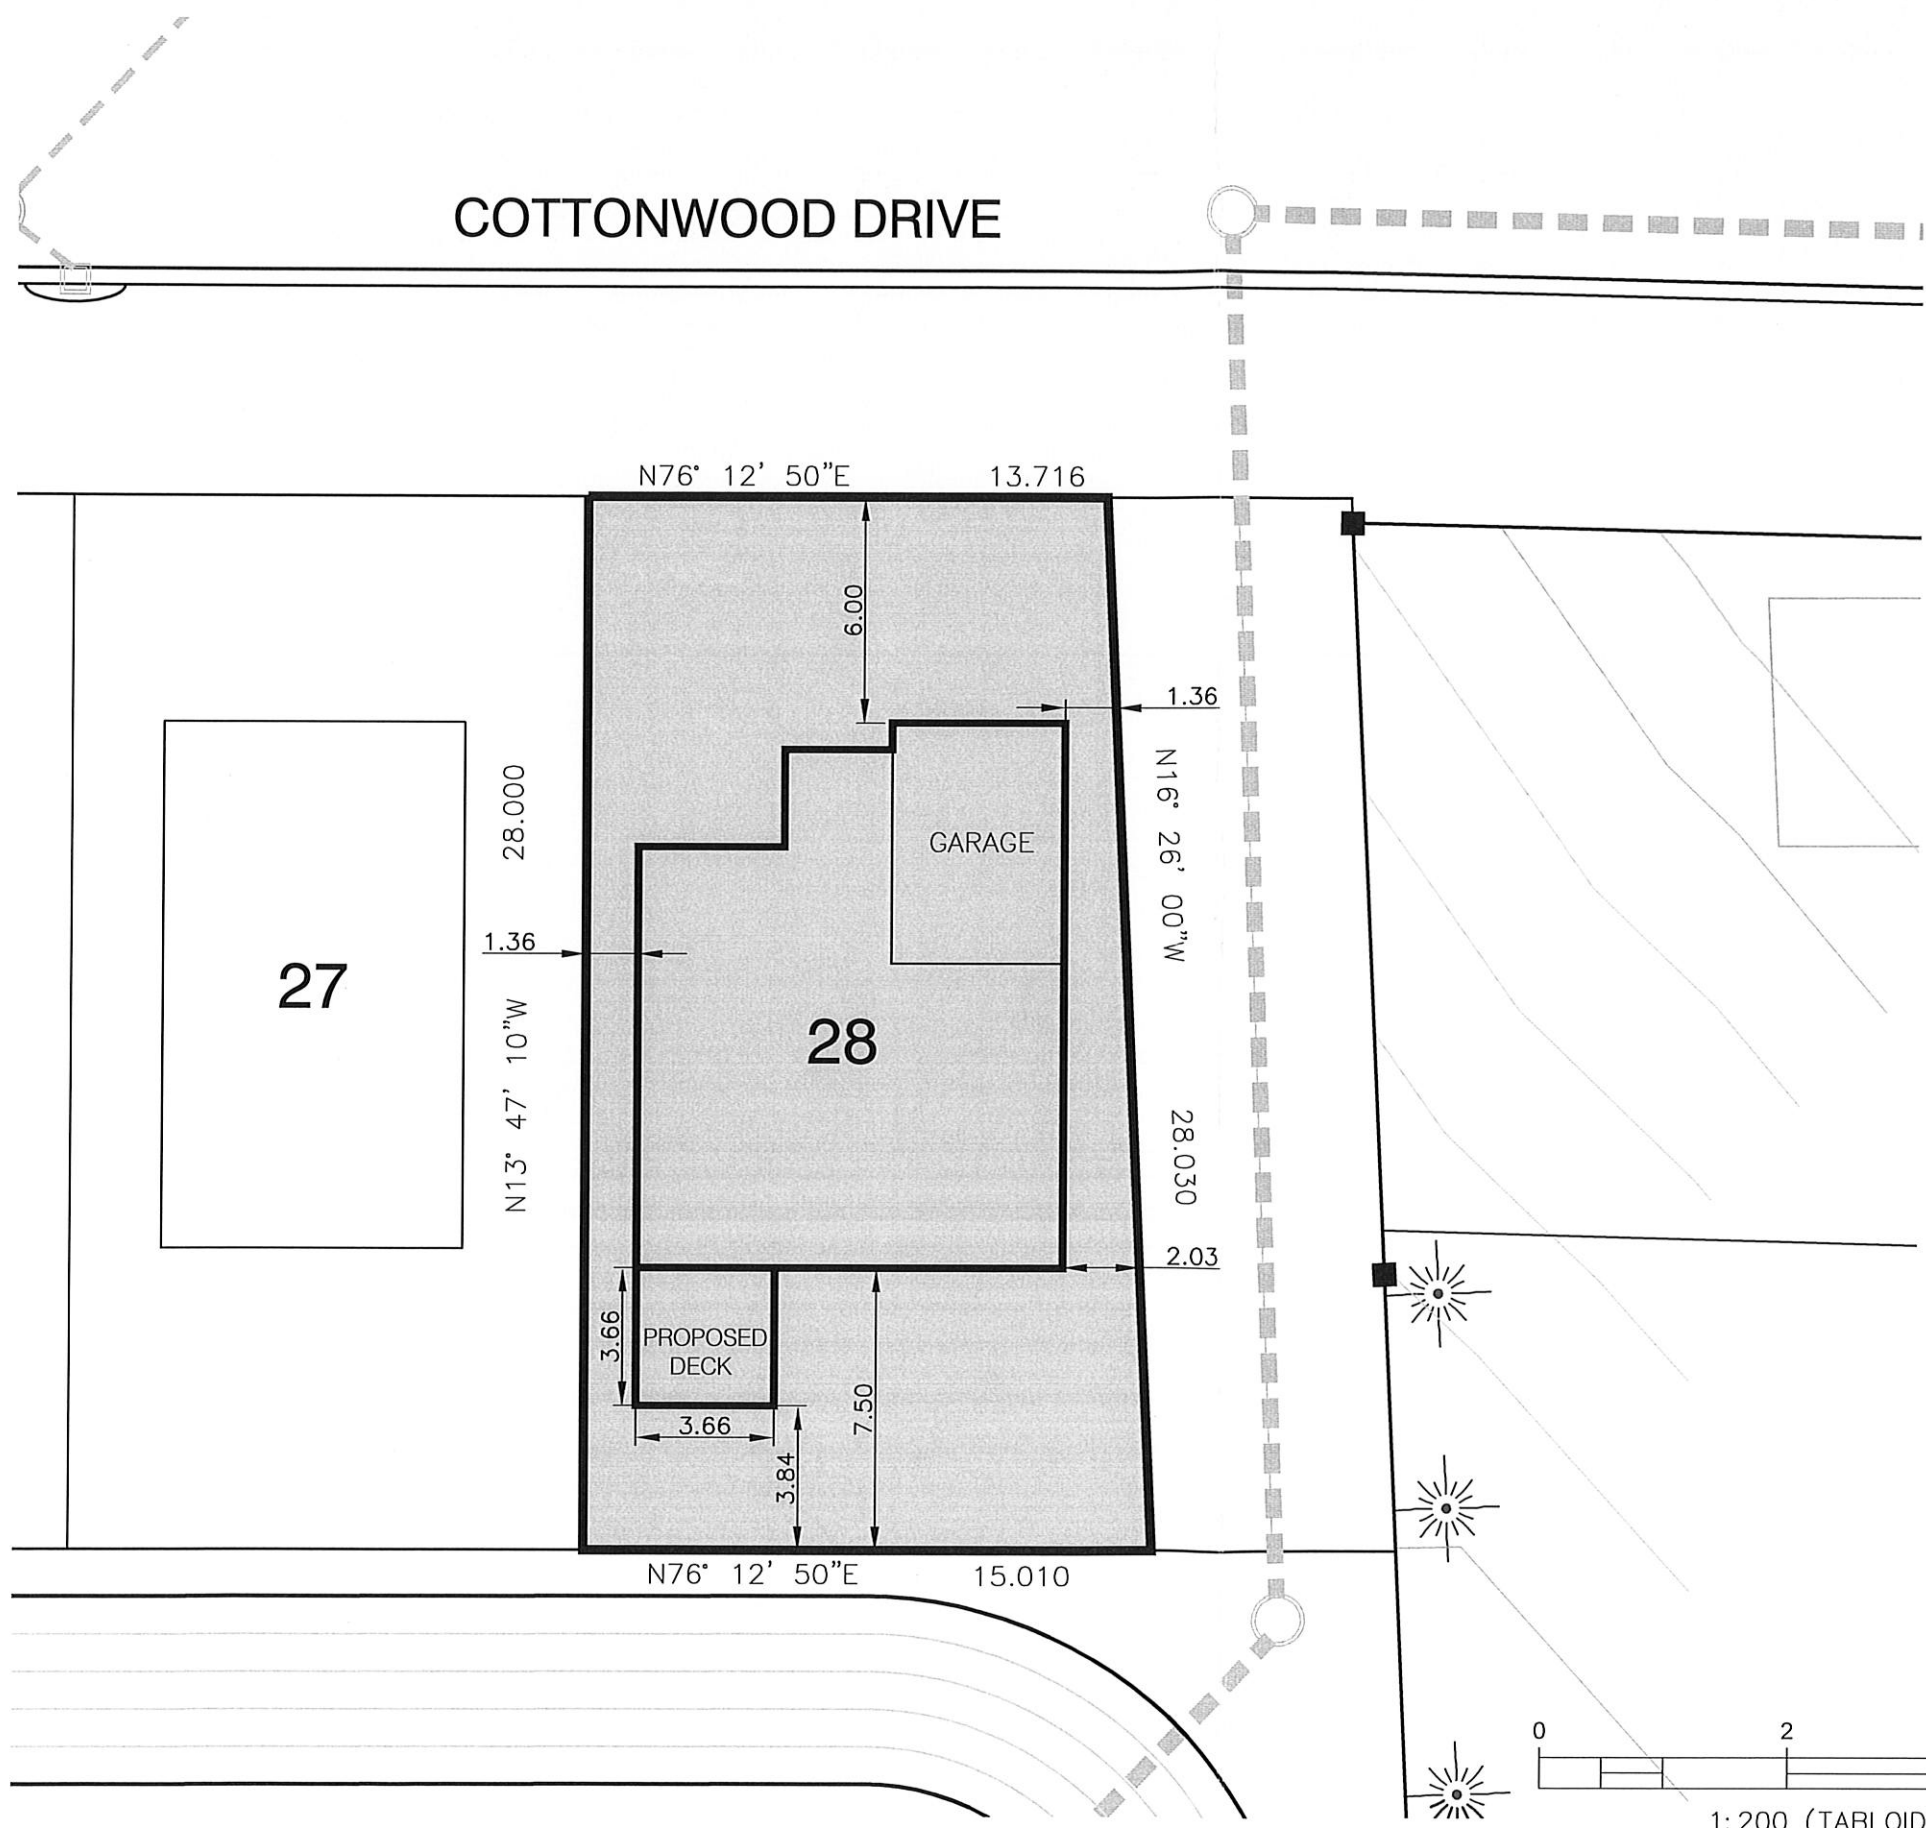 COTTONWOOD DRIVE
N76° 12' 50"E 13.716
6.00
1.36
28.000
N16° 26' 00"W
GARAGE
1.36
27
28
N13° 47' 10"W
28.030
2.03
3.66
PROPOSED
DECK
7.50
3.66
3.84
N76° 12' 50"E 15.010
0 2
1:200 (TABLOID